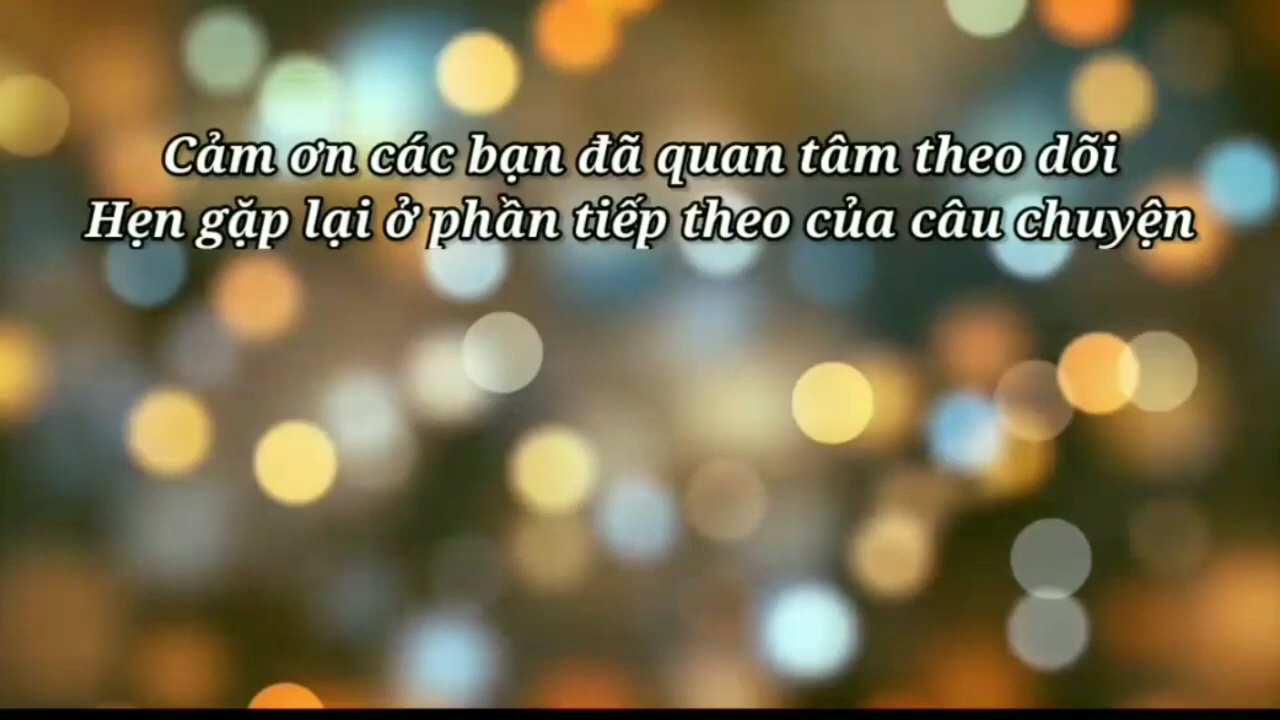 Cảm ơn các bạn đã quan tâm theo dõi
Hẹn gặp lại ở phần tiếp theo của câu chuyện